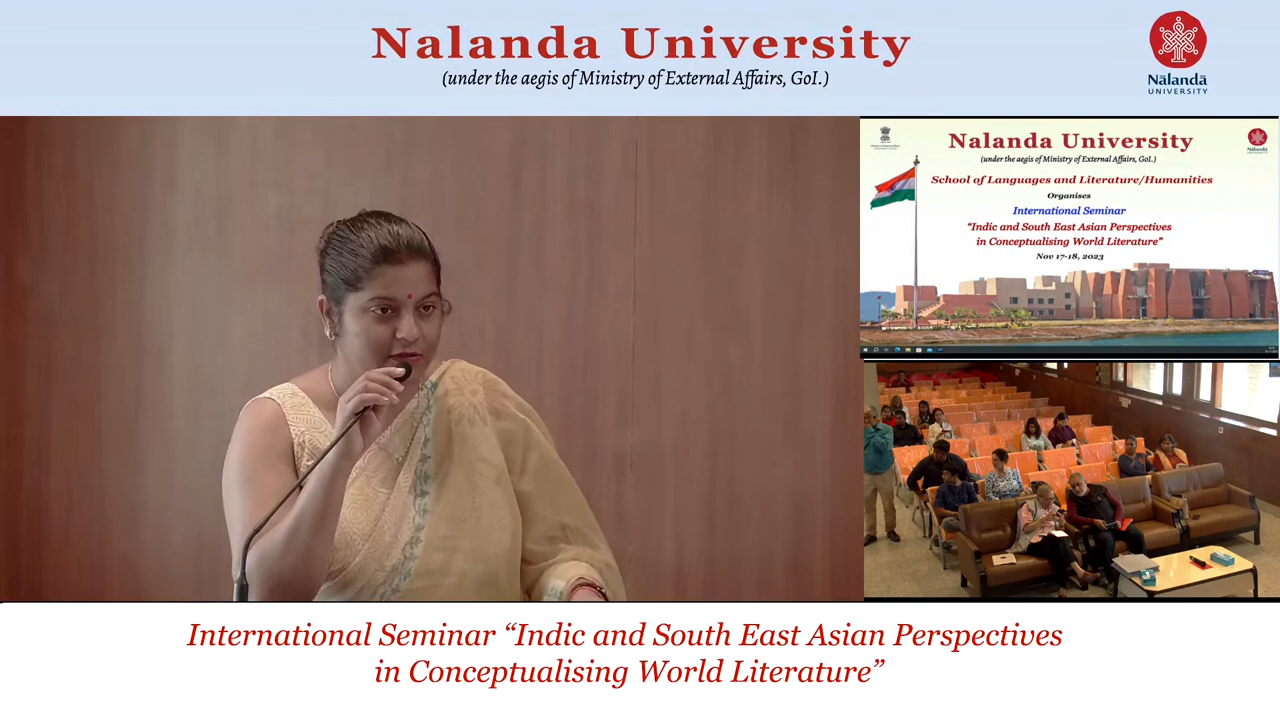 Nalanda University
(under the aegis of Ministry of External Affairs, GoI.)
Nālandā
UNIVERSITY
Nalanda University
(under the aegis of Ministry of External Affairs, GoI.)
Nālandā
School of Languages and Literature/Humanities
Organises
International Seminar
“Indic and South East Asian Perspectives
in Conceptualising World Literature”
Nov 17-18, 2023
International Seminar “Indic and South East Asian Perspectives
in Conceptualising World Literature”